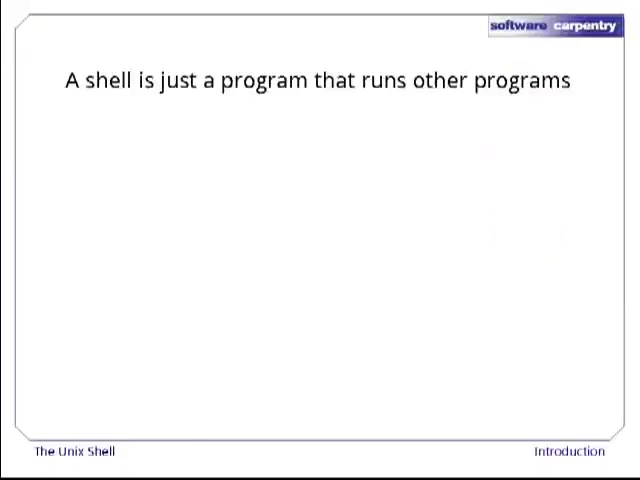 software carpentry
A shell is just a program that runs other programs
The Unix Shell
Introduction